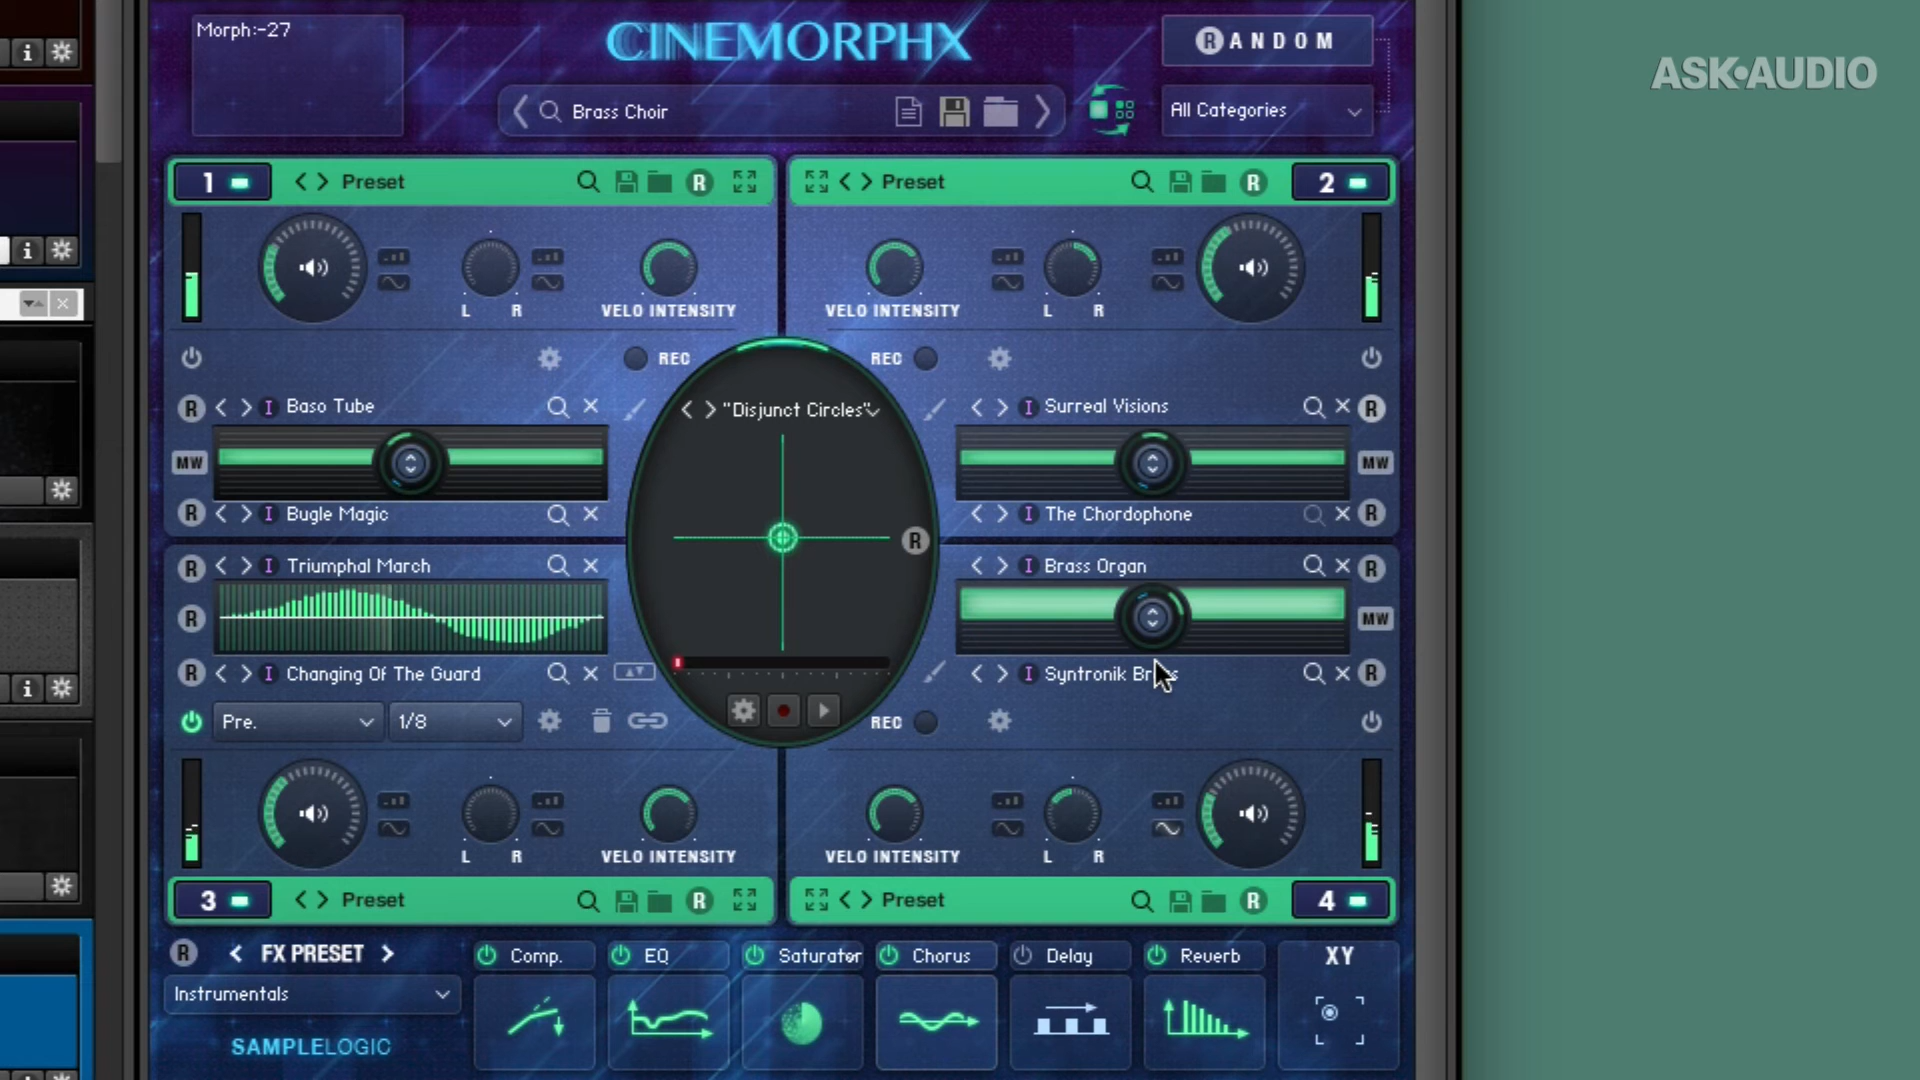 Morph:-27
CINEMORPHX
RANDOM
ASK•AUDIO
Brass Choir
All Categories
1
Preset
R
Preset
R
2
L R
VELO INTENSITY
VELO INTENSITY
L R
REC
REC
R
I Baso Tube
"Disjunct Circles"
I Surreal Visions
R
MW
MW
R
I Bugle Magic
I The Chordophone
R
R
R
I Triumphal March
I Brass Organ
R
R
MW
R
I Changing Of The Guard
I Syntronik
R
Pre.
1/8
REC
L R
VELO INTENSITY
VELO INTENSITY
L R
3
Preset
R
Preset
R
4
R
FX PRESET
Comp.
EQ
Saturator
Chorus
Delay
Reverb
XY
Instrumentals
SAMPLELOGIC